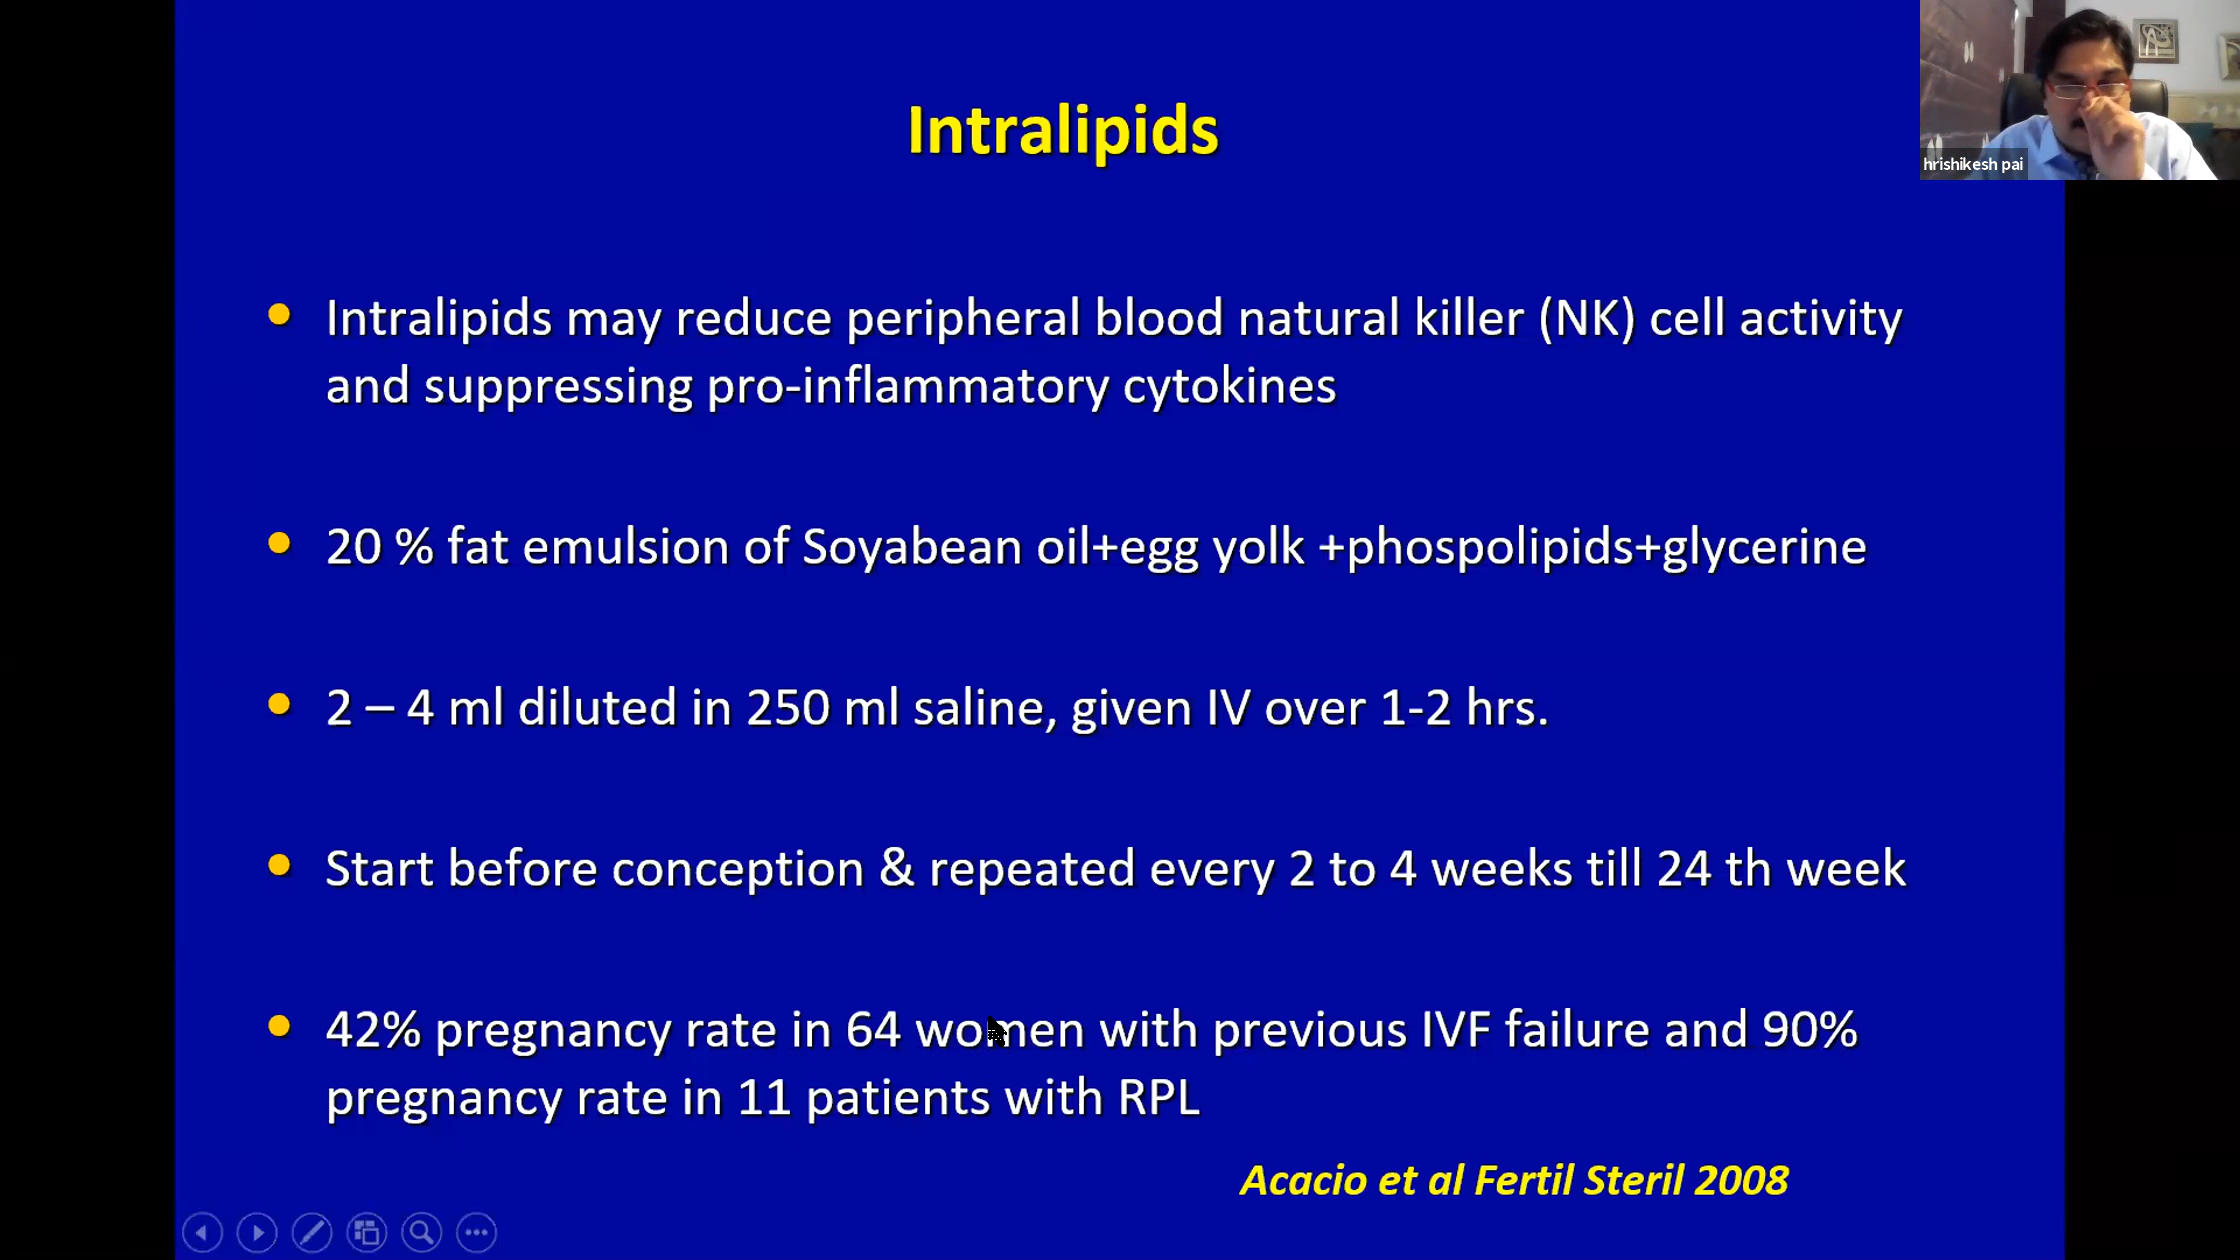 Intralipids
hrishikesh pai
Intralipids may reduce peripheral blood natural killer (NK) cell activity
and suppressing pro-inflammatory cytokines
20 % fat emulsion of Soyabean oil+egg yolk +phospolipids+glycerine
2 – 4 ml diluted in 250 ml saline, given IV over 1-2 hrs.
Start before conception & repeated every 2 to 4 weeks till 24 th week
42% pregnancy rate in 64 women with previous IVF failure and 90%
pregnancy rate in 11 patients with RPL
Acacio et al Fertil Steril 2008